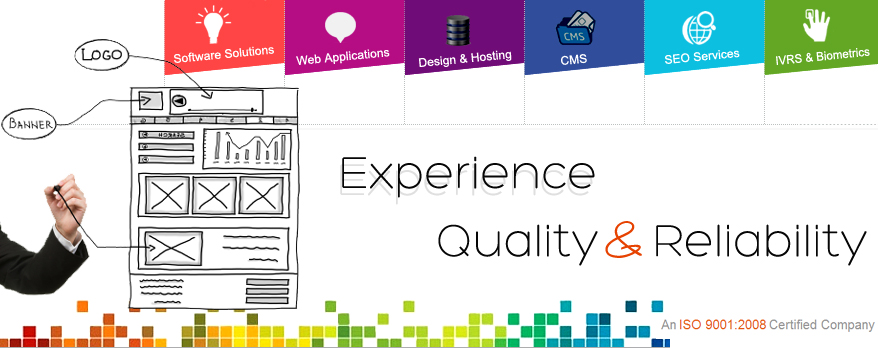 Software Solutions
Web Applications
Design & Hosting
CMS
CMS
SEO Services
IVRS & Biometrics
LOGO
BANNER
Experience
Quality & Reliability
An ISO 9001:2008 Certified Company